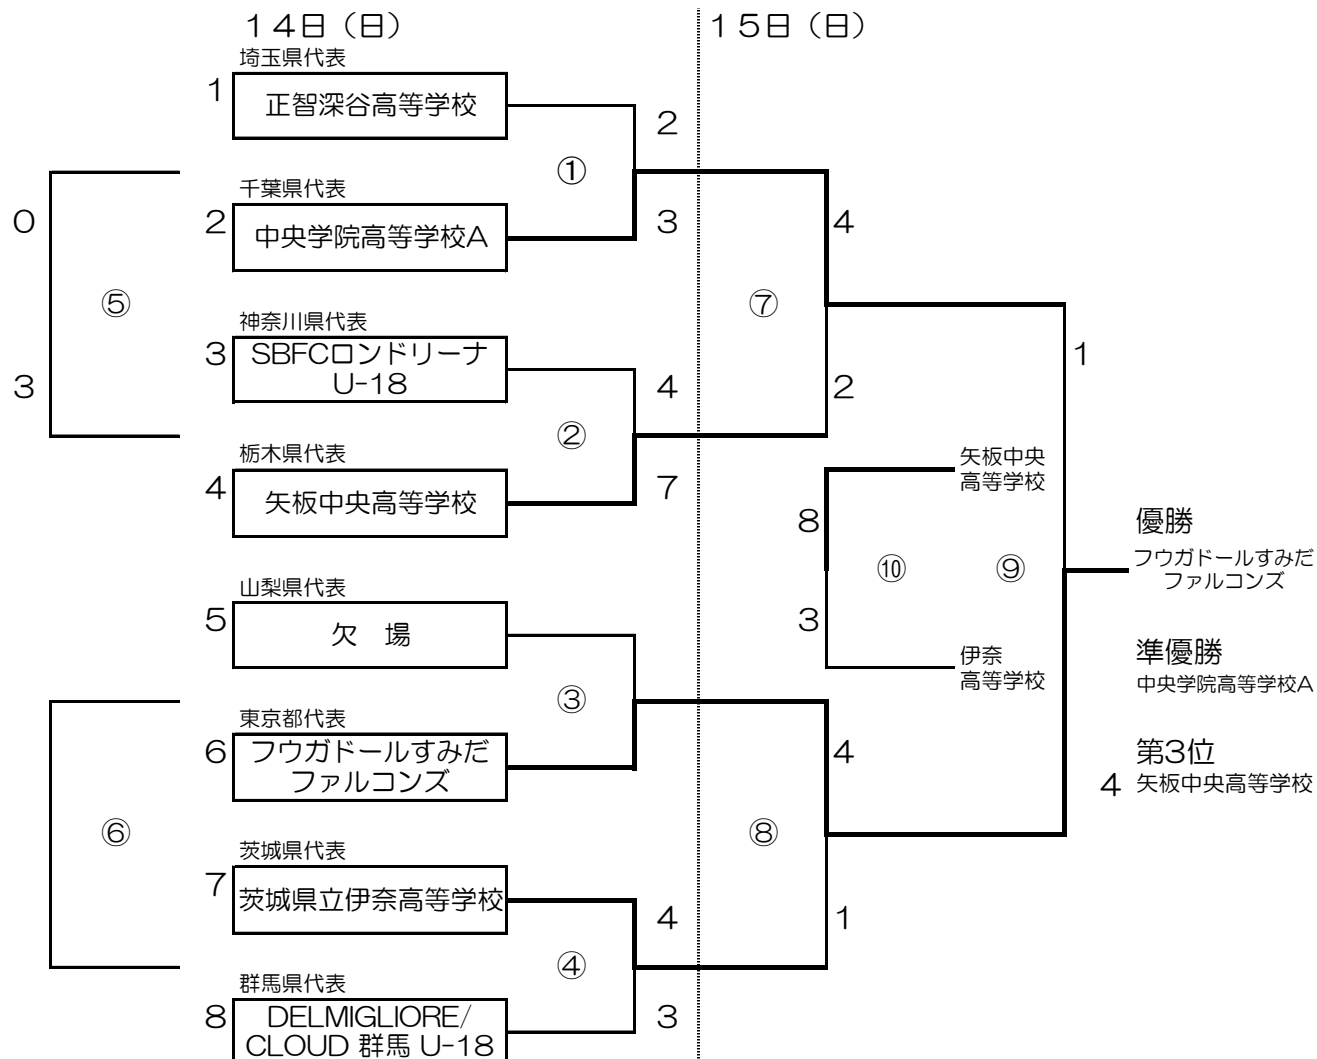 14日（日）
15日（日）
埼玉県代表
1
正智深谷高等学校
2
①
千葉県代表
2
中央学院高等学校A
3
0
⑤
3
4
⑦
2
神奈川県代表
3
SBFCロンドリーナ
U-18
4
②
栃木県代表
4
矢板中央高等学校
7
1
矢板中央
高等学校
8
⑩
⑨
3
伊奈
高等学校
優勝
フウガドールすみだ
ファルコンズ
準優勝
中央学院高等学校A
第3位
4
矢板中央高等学校
山梨県代表
5
欠　場
③
東京都代表
6
フウガドールすみだ
ファルコンズ
4
⑥
⑧
茨城県代表
7
茨城県立伊奈高等学校
4
1
④
群馬県代表
8
DELMIGLIORE/
CLOUD 群馬 U-18
3